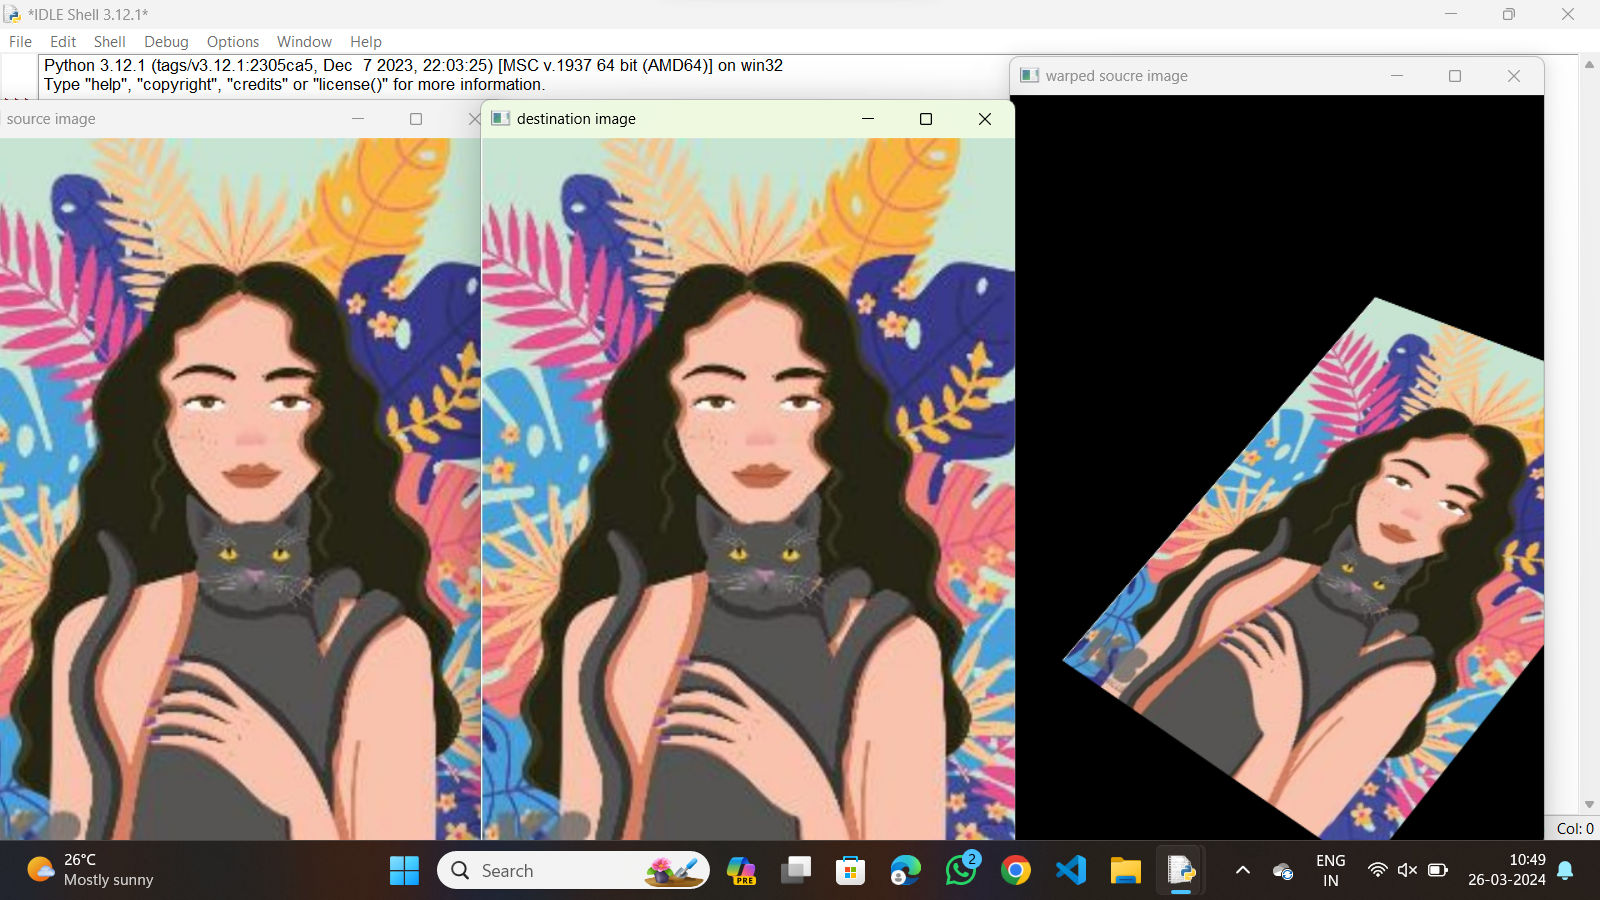 *IDLE Shell 3.12.1*
File Edit Shell Debug Options Window Help
Python 3.12.1 (tags/v3.12.1:2305ca5, Dec  7 2023, 22:03:25) [MSC v.1937 64 bit (AMD64)] on win32
Type "help", "copyright", "credits" or "license()" for more information.
warped soucre image
source image
destination image
Col: 0
26°C
Mostly sunny
Search
PRE
2
ENG
IN
10:49
26-03-2024